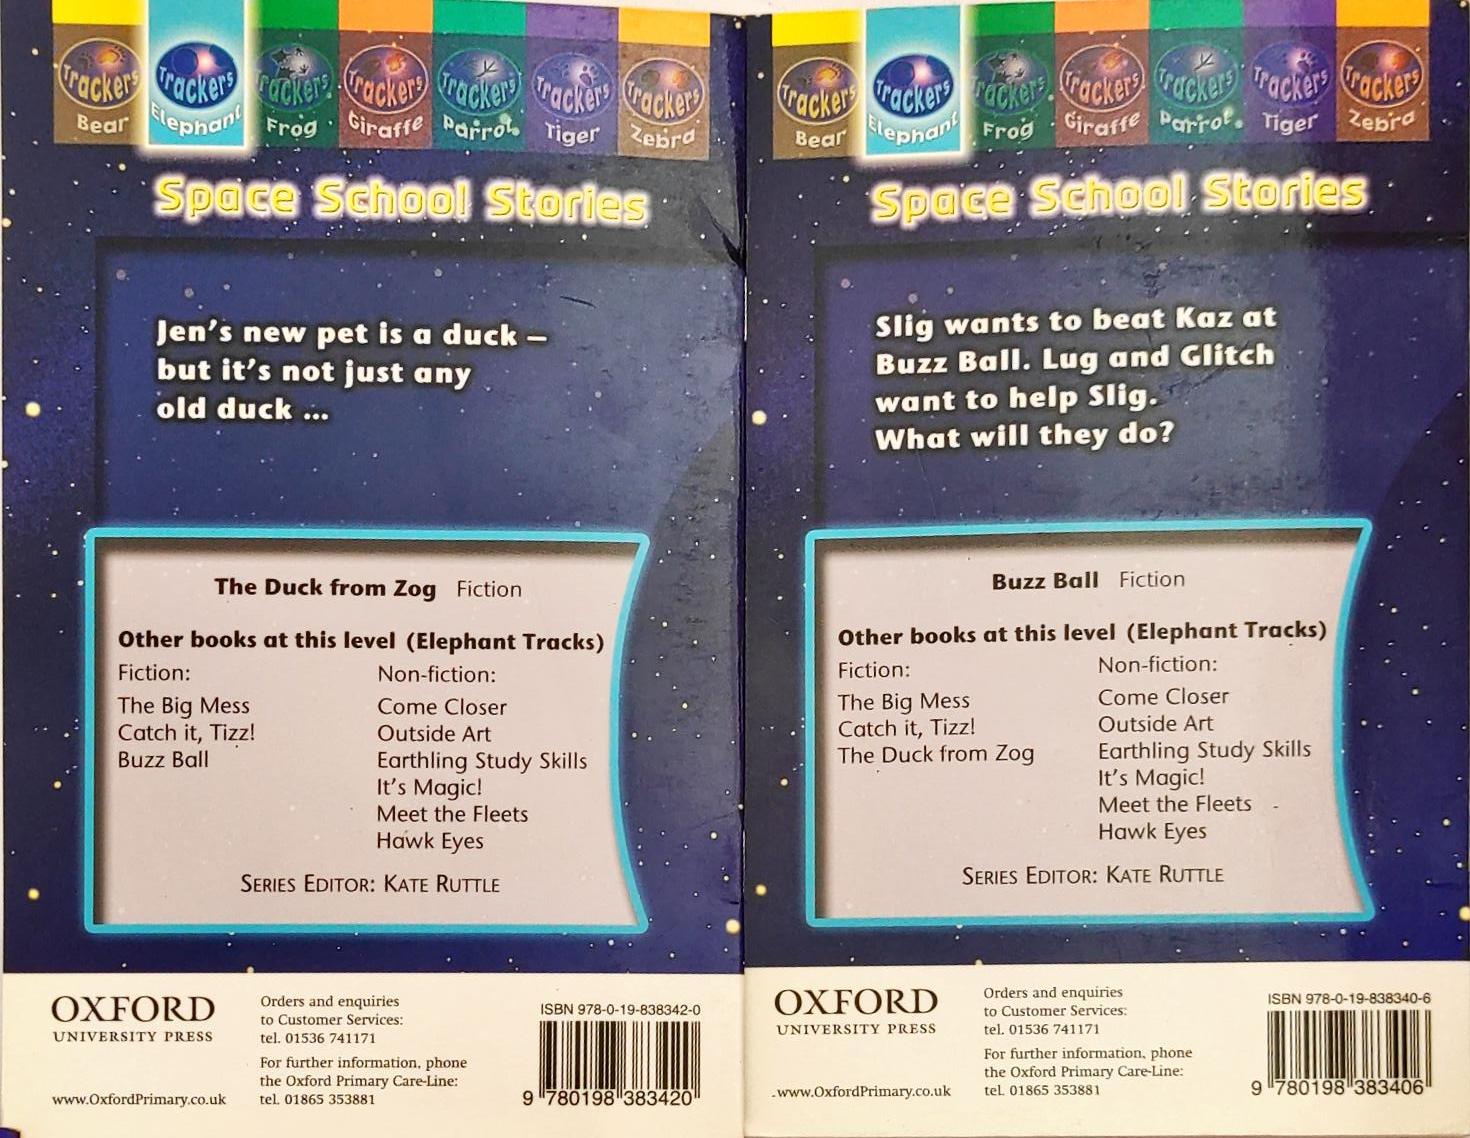 Trackers Trackers Trackers Trackers Trackers Trackers Trackers
Bear Elephant Frog Giraffe Parrot Tiger Zebra
Space School Stories
Jen's new pet is a duck –
but it's not just any
old duck ...
The Duck from Zog Fiction
Other books at this level (Elephant Tracks)
Fiction:
The Big Mess
Catch it, Tizz!
Buzz Ball
Non-fiction:
Come Closer
Outside Art
Earthling Study Skills
It's Magic!
Meet the Fleets
Hawk Eyes
SERIES EDITOR: KATE RUTTLE
OXFORD
UNIVERSITY PRESS
www.OxfordPrimary.co.uk
Orders and enquiries
to Customer Services:
tel. 01536 741171
For further information, phone
the Oxford Primary Care-Line:
tel. 01865 353881
ISBN 978-0-19-838342-0
9 780198 383420
Trackers Trackers Trackers Trackers Trackers Trackers Trackers
Bear Elephant Frog Giraffe Parrot Tiger Zebra
Space School Stories
Slig wants to beat Kaz at
Buzz Ball. Lug and Glitch
want to help Slig.
What will they do?
Buzz Ball Fiction
Other books at this level (Elephant Tracks)
Fiction:
The Big Mess
Catch it, Tizz!
The Duck from Zog
Non-fiction:
Come Closer
Outside Art
Earthling Study Skills
It's Magic!
Meet the Fleets
Hawk Eyes
SERIES EDITOR: KATE RUTTLE
OXFORD
UNIVERSITY PRESS
www.OxfordPrimary.co.uk
Orders and enquiries
to Customer Services:
tel. 01536 741171
For further information, phone
the Oxford Primary Care-Line:
tel. 01865 353881
ISBN 978-0-19-838340-6
9 780198 383406